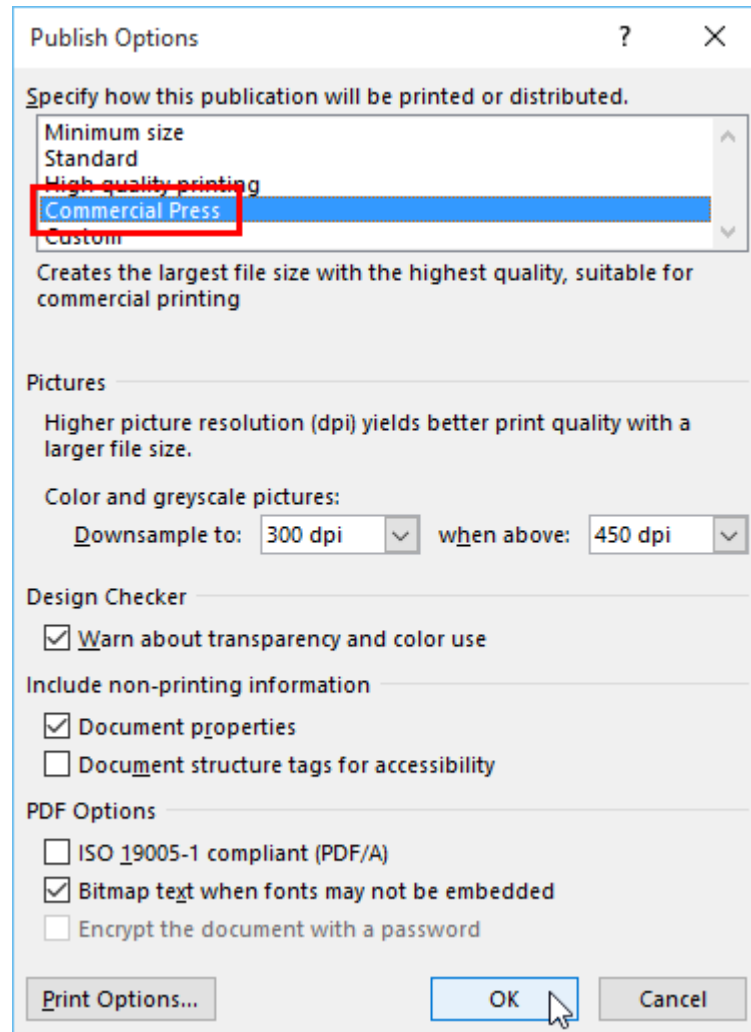 Publish Options ?
Specify how this publication will be printed or distributed.
Minimum size
Standard
High quality printing
Commercial Press
Custom
Creates the largest file size with the highest quality, suitable for
commercial printing
Pictures
Higher picture resolution (dpi) yields better print quality with a
larger file size.
Color and greyscale pictures:
Downsample to: 300 dpi when above: 450 dpi
Design Checker
Warn about transparency and color use
Include non-printing information
Document properties
Document structure tags for accessibility
PDF Options
ISO 19005-1 compliant (PDF/A)
Bitmap text when fonts may not be embedded
Encrypt the document with a password
Print Options... OK Cancel